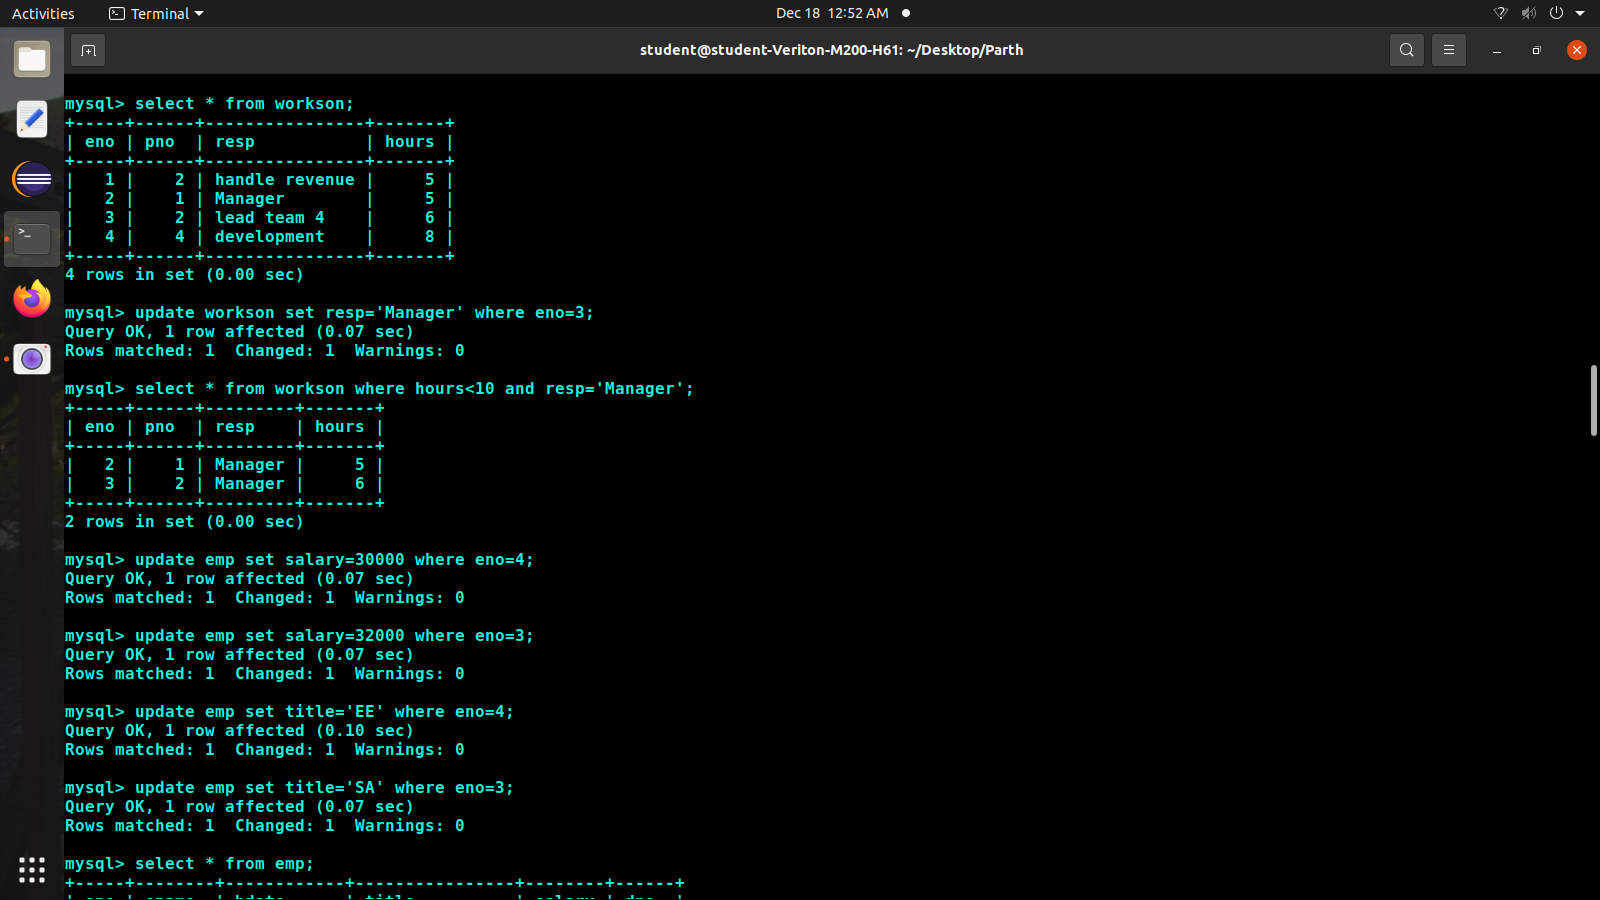 Activities Terminal Dec 18 12:52 AM
student@student-Veriton-M200-H61: ~/Desktop/Parth
mysql> select * from workson;
+-----+------+----------------+-------+
| eno | pno  | resp           | hours |
+-----+------+----------------+-------+
|   1 |    2 | handle revenue |     5 |
|   2 |    1 | Manager        |     5 |
|   3 |    2 | lead team 4    |     6 |
|   4 |    4 | development    |     8 |
+-----+------+----------------+-------+
4 rows in set (0.00 sec)
mysql> update workson set resp='Manager' where eno=3;
Query OK, 1 row affected (0.07 sec)
Rows matched: 1  Changed: 1  Warnings: 0
mysql> select * from workson where hours<10 and resp='Manager';
+-----+------+---------+-------+
| eno | pno  | resp    | hours |
+-----+------+---------+-------+
|   2 |    1 | Manager |     5 |
|   3 |    2 | Manager |     6 |
+-----+------+---------+-------+
2 rows in set (0.00 sec)
mysql> update emp set salary=30000 where eno=4;
Query OK, 1 row affected (0.07 sec)
Rows matched: 1  Changed: 1  Warnings: 0
mysql> update emp set salary=32000 where eno=3;
Query OK, 1 row affected (0.07 sec)
Rows matched: 1  Changed: 1  Warnings: 0
mysql> update emp set title='EE' where eno=4;
Query OK, 1 row affected (0.10 sec)
Rows matched: 1  Changed: 1  Warnings: 0
mysql> update emp set title='SA' where eno=3;
Query OK, 1 row affected (0.07 sec)
Rows matched: 1  Changed: 1  Warnings: 0
mysql> select * from emp;
+-----+--------+------------+----------------+--------+------+